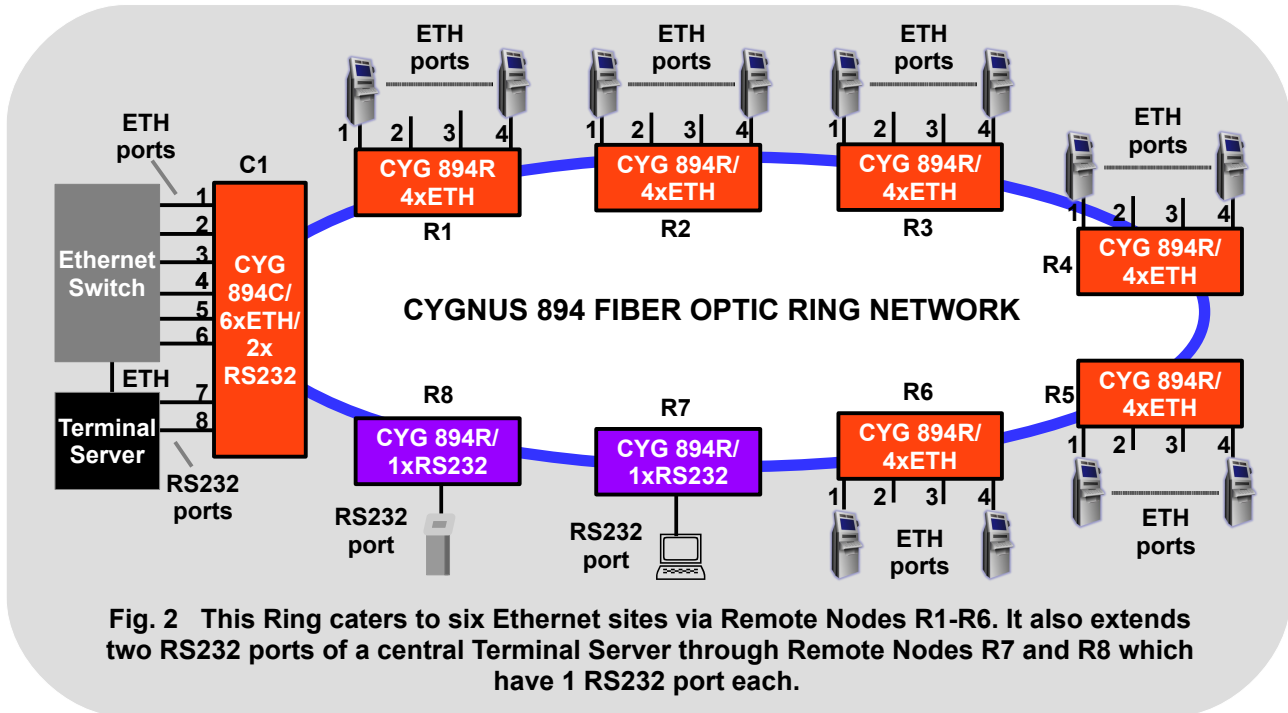 ETH
ports
ETH
ports
ETH
ports
1 2 3 4
1 2 3 4
1 2 3 4
CYG 894R
4xETH
R1
CYG 894R/
4xETH
R2
CYG 894R/
4xETH
R3
ETH
ports
1 2 3 4
R4
CYG 894R/
4xETH
ETH
ports
C1
1
2
3
4
5
6
Ethernet
Switch
CYG
894C/
6xETH/
2x
RS232
ETH
7
8
Terminal
Server
RS232
ports
CYGNUS 894 FIBER OPTIC RING NETWORK
R8
CYG 894R/
1xRS232
RS232
port
R7
CYG 894R/
1xRS232
RS232
port
R6
CYG 894R/
4xETH
1 2 3 4
ETH
ports
R5
CYG 894R/
4xETH
1 2 3 4
ETH
ports
Fig. 2 This Ring caters to six Ethernet sites via Remote Nodes R1-R6. It also extends
two RS232 ports of a central Terminal Server through Remote Nodes R7 and R8 which
have 1 RS232 port each.